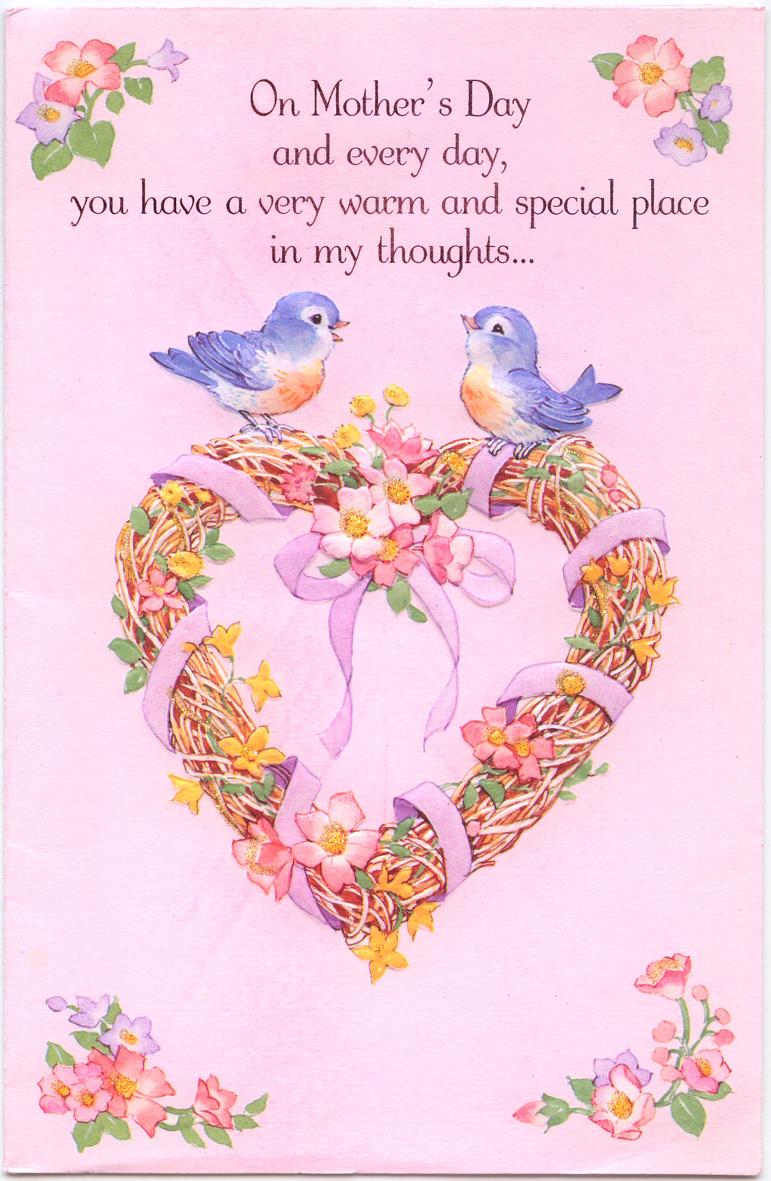 On Mother's Day
and every day,
you have a very warm and special place
in my thoughts...